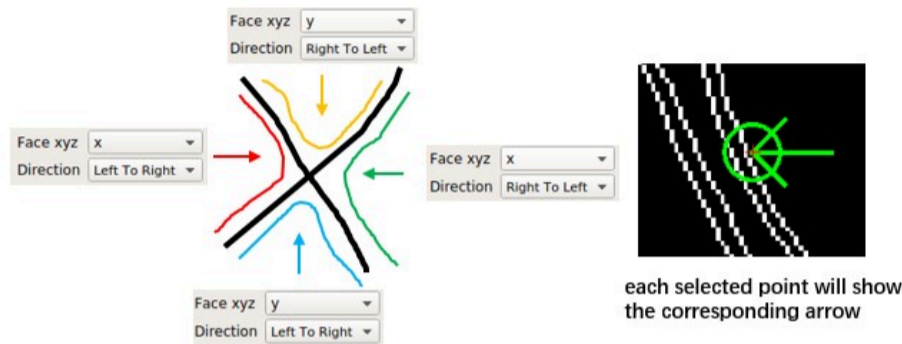 Face xyz y
Direction Right To Left
Face xyz x
Direction Left To Right
Face xyz x
Direction Right To Left
Face xyz y
Direction Left To Right
each selected point will show
the corresponding arrow